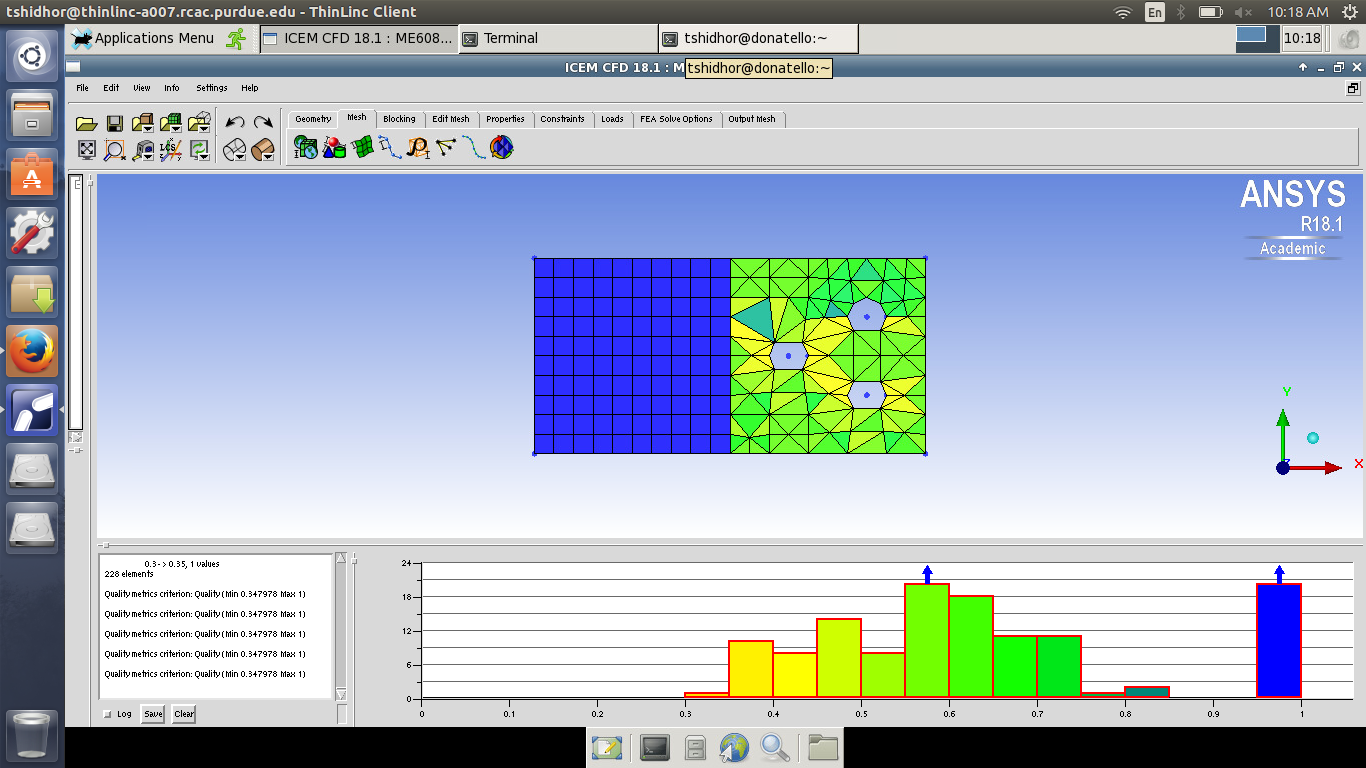 tshidhor@thinlinc-a007.rcac.purdue.edu - ThinLinc Client
En
10:18 AM
Applications Menu
ICEM CFD 18.1 : ME608...
Terminal
tshidhor@donatello:~
10:18
ICEM CFD 18.1 : M
tshidhor@donatello:~
File Edit View Info Settings Help
Geometry Mesh Blocking Edit Mesh Properties Constraints Loads FEA Solve Options Output Mesh
LCS
ANSYS
R18.1
Academic
Y
X
Z
0.3 -> 0.35, 1 values
228 elements
Quality metrics criterion: Quality (Min 0.347978 Max 1)
Quality metrics criterion: Quality (Min 0.347978 Max 1)
Quality metrics criterion: Quality (Min 0.347978 Max 1)
Quality metrics criterion: Quality (Min 0.347978 Max 1)
Quality metrics criterion: Quality (Min 0.347978 Max 1)
Log Save Clear
24
18
12
6
0
0 0.1 0.2 0.3 0.4 0.5 0.6 0.7 0.8 0.9 1